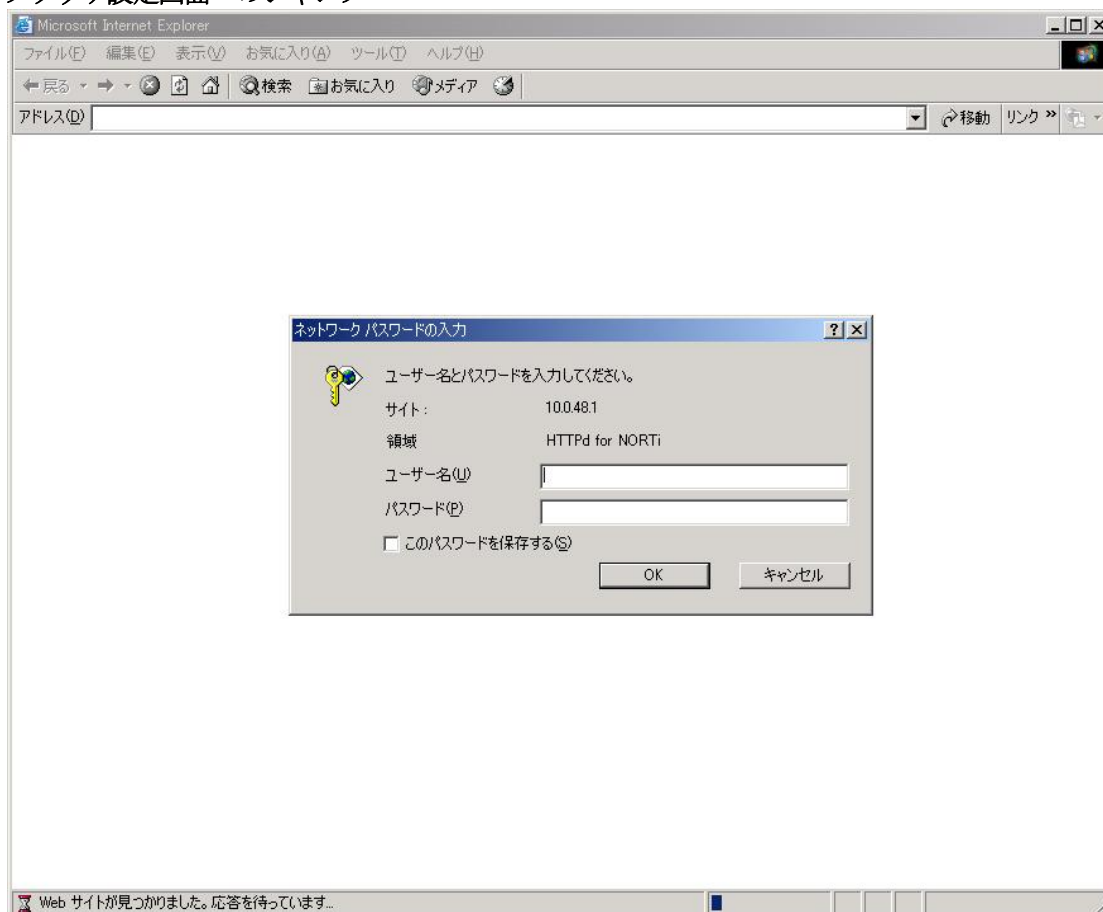 Microsoft Internet Explorer
ファイル(F) 編集(E) 表示(V) お気に入り(A) ツール(T) ヘルプ(H)
戻る 検索 お気に入り メディア
アドレス(D) 移動 リンク »
ネットワーク パスワードの入力
ユーザー名とパスワードを入力してください。
サイト: 10.0.48.1
領域 HTTPd for NORTi
ユーザー名(U)
パスワード(P)
このパスワードを保存する(S)
OK キャンセル
Web サイトが見つかりました。応答を待っています...